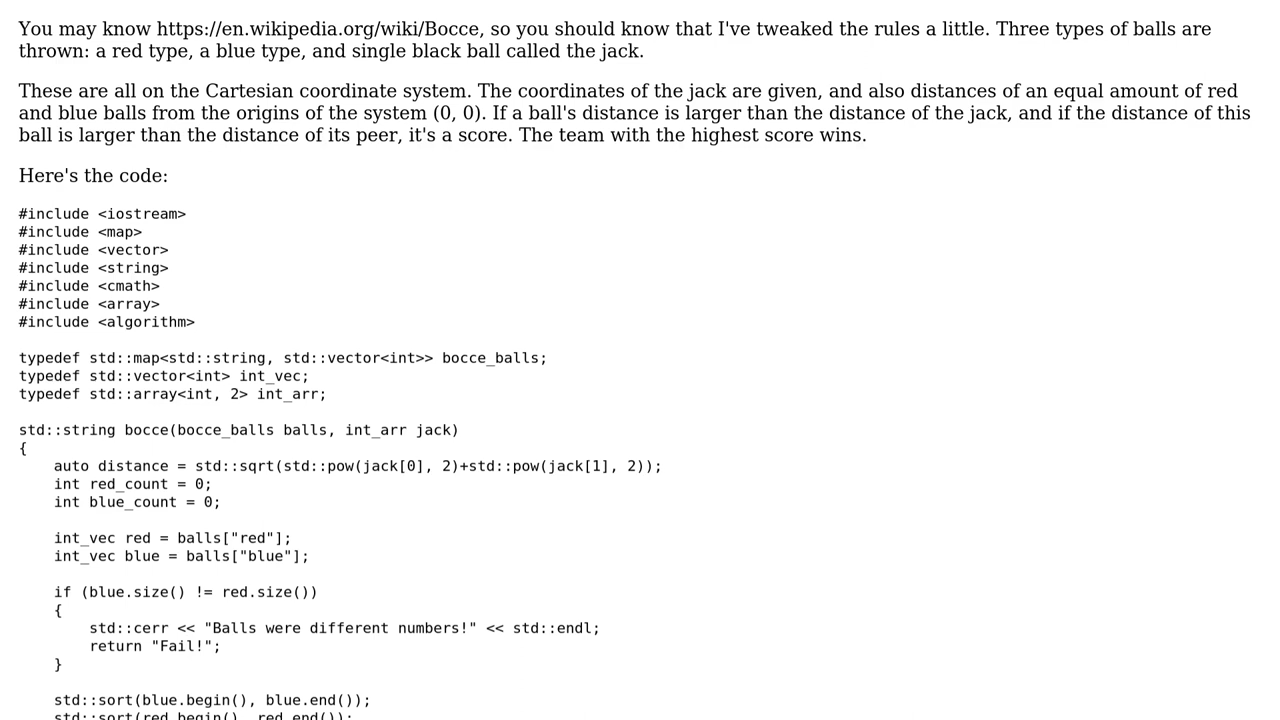 You may know https://en.wikipedia.org/wiki/Bocce, so you should know that I've tweaked the rules a little. Three types of balls are
thrown: a red type, a blue type, and single black ball called the jack.
These are all on the Cartesian coordinate system. The coordinates of the jack are given, and also distances of an equal amount of red
and blue balls from the origins of the system (0, 0). If a ball's distance is larger than the distance of the jack, and if the distance of this
ball is larger than the distance of its peer, it's a score. The team with the highest score wins.
Here's the code:
#include <iostream>
#include <map>
#include <vector>
#include <string>
#include <cmath>
#include <array>
#include <algorithm>
typedef std::map<std::string, std::vector<int>> bocce_balls;
typedef std::vector<int> int_vec;
typedef std::array<int, 2> int_arr;
std::string bocce(bocce_balls balls, int_arr jack)
{
    auto distance = std::sqrt(std::pow(jack[0], 2)+std::pow(jack[1], 2));
    int red_count = 0;
    int blue_count = 0;
    int_vec red = balls["red"];
    int_vec blue = balls["blue"];
    if (blue.size() != red.size())
    {
        std::cerr << "Balls were different numbers!" << std::endl;
        return "Fail!";
    }
    std::sort(blue.begin(), blue.end());
    std::sort(red.begin(), red.end());